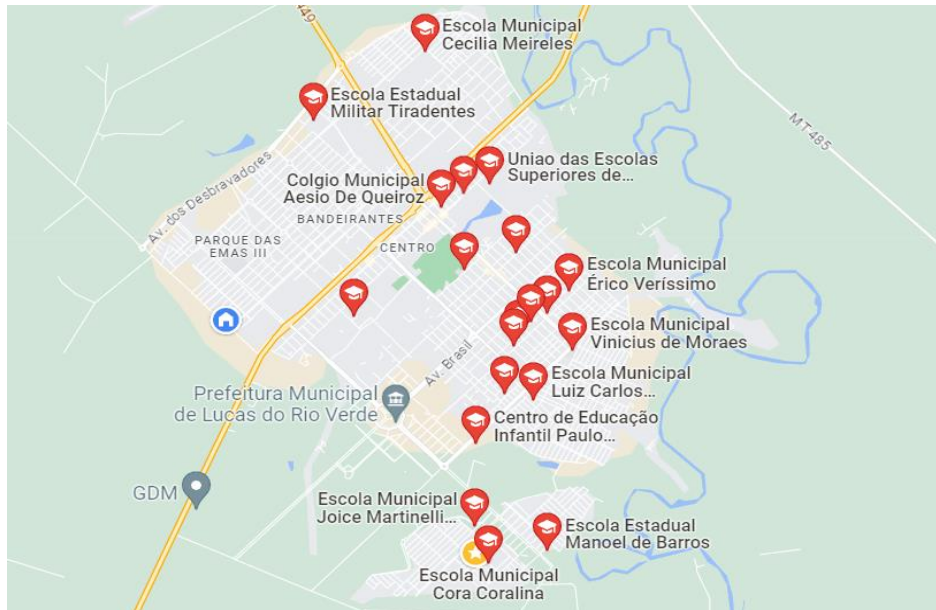 449
Escola Municipal
Cecilia Meireles
Escola Estadual
Militar Tiradentes
MT-485
Uniao das Escolas
Superiores de...
Colgio Municipal
Aesio De Queiroz
Av. dos Desbravadores
BANDEIRANTES
PARQUE DAS
EMAS III
CENTRO
Escola Municipal
Érico Veríssimo
Escola Municipal
Vinicius de Moraes
Av. Brasil
Escola Municipal
Luiz Carlos...
Prefeitura Municipal
de Lucas do Rio Verde
Centro de Educação
Infantil Paulo...
GDM
Escola Municipal
Joice Martinelli...
Escola Estadual
Manoel de Barros
Escola Municipal
Cora Coralina